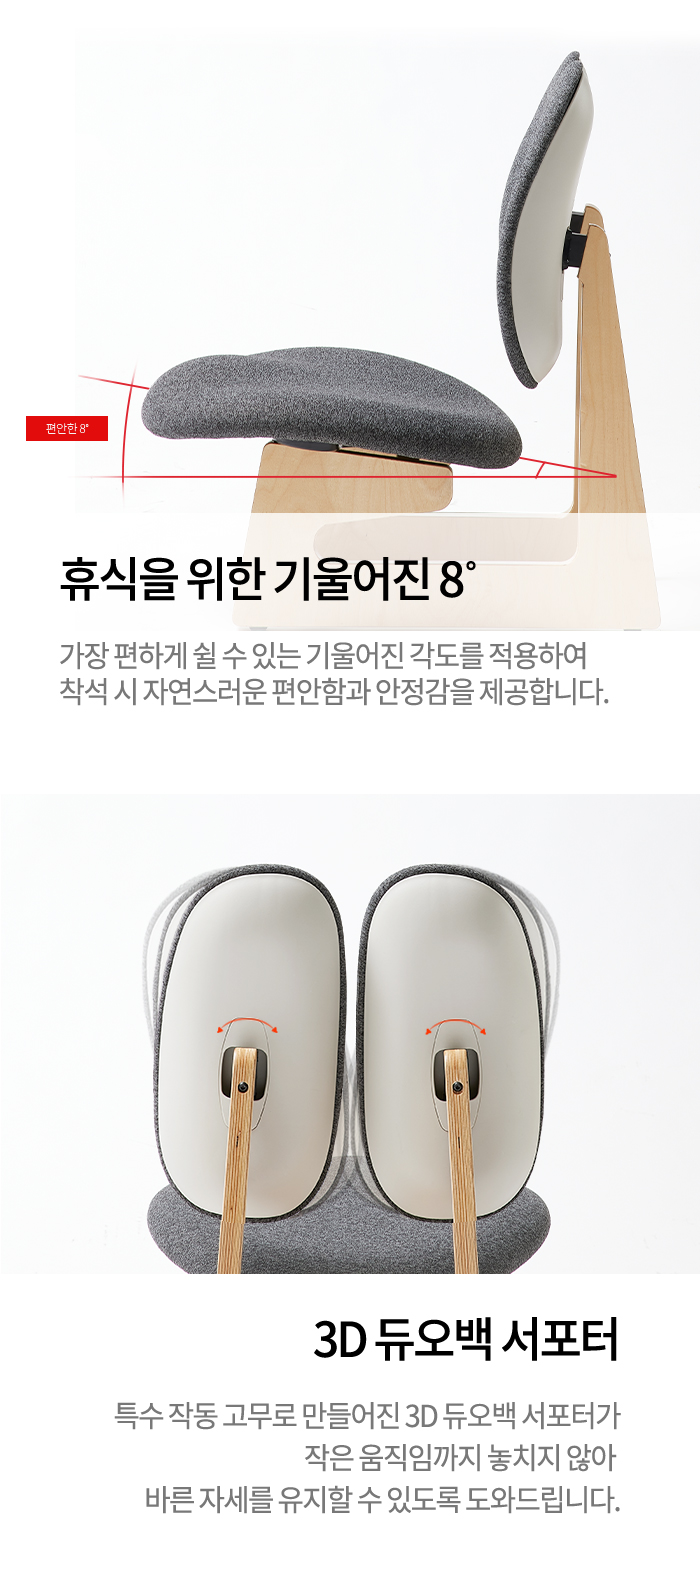 편안한 8°
휴식을 위한 기울어진 8°
가장 편하게 쉴 수 있는 기울어진 각도를 적용하여
착석 시 자연스러운 편안함과 안정감을 제공합니다.
3D 듀오백 서포터
특수 작동 고무로 만들어진 3D 듀오백 서포터가
작은 움직임까지 놓치지 않아
바른 자세를 유지할 수 있도록 도와드립니다.